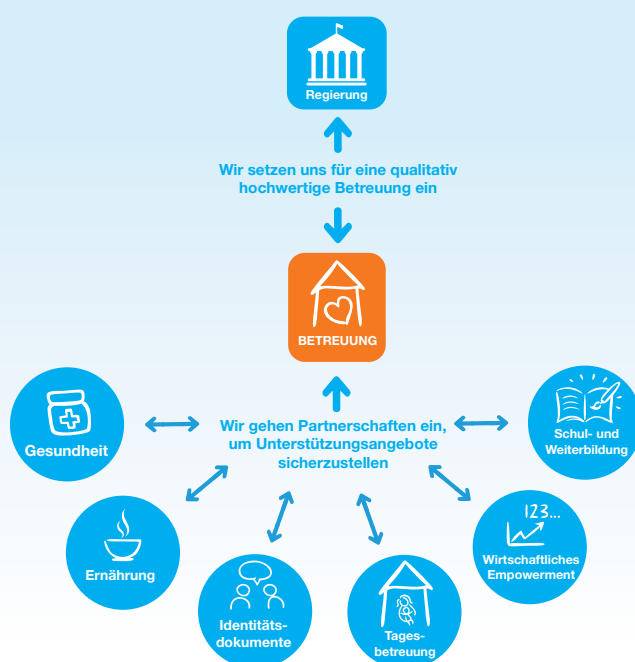 Regierung
Wir setzen uns für eine qualitativ
hochwertige Betreuung ein
BETREUUNG
Wir gehen Partnerschaften ein,
um Unterstützungsangebote
sicherzustellen
Gesundheit
Schul- und
Weiterbildung
Ernährung
123...
Wirtschaftliches
Empowerment
Identitäts-
dokumente
Tages-
betreuung